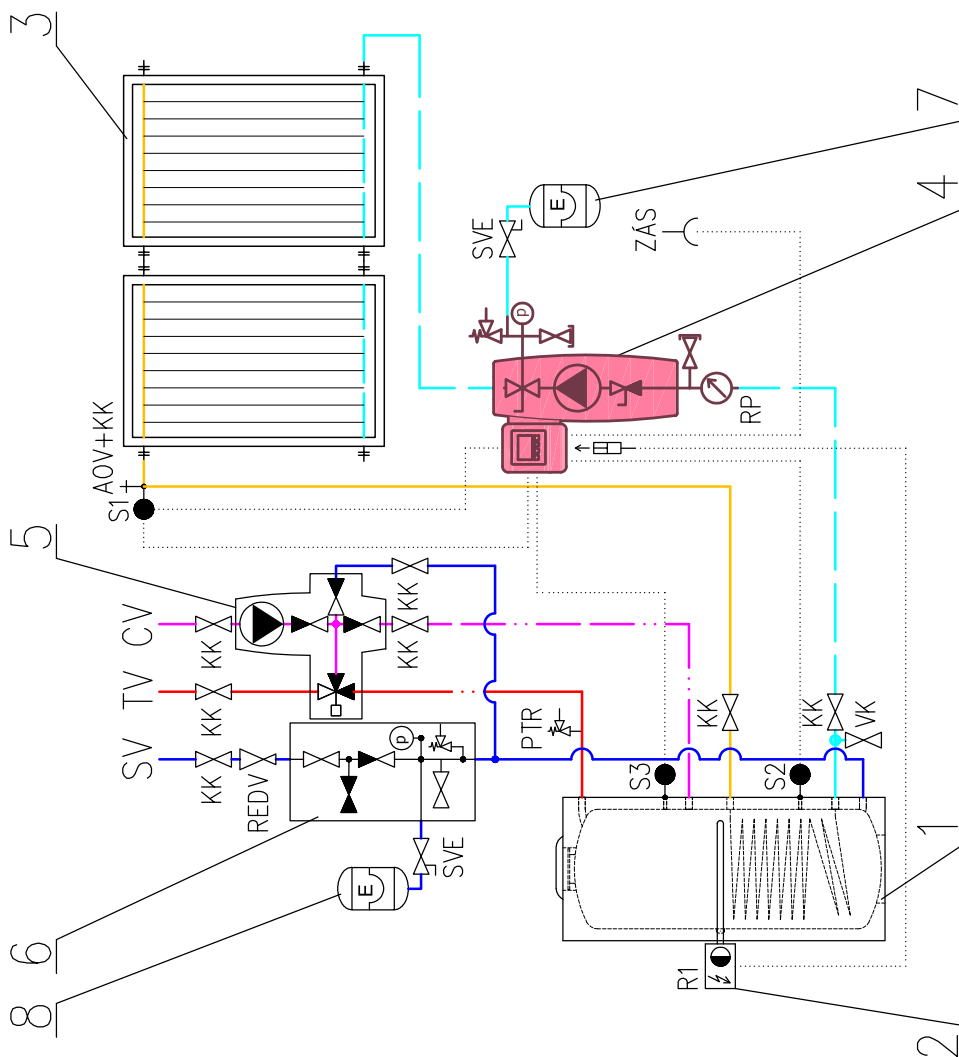 3
7
4
SVE
E
ZÁS
p
RP
AOV+KK
S1
5
CV
TV
SV
KK
KK
KK
KK
KK
REDV
p
PTR
KK
KK
VK
S3
S2
SVE
E
6
8
R1
1
2